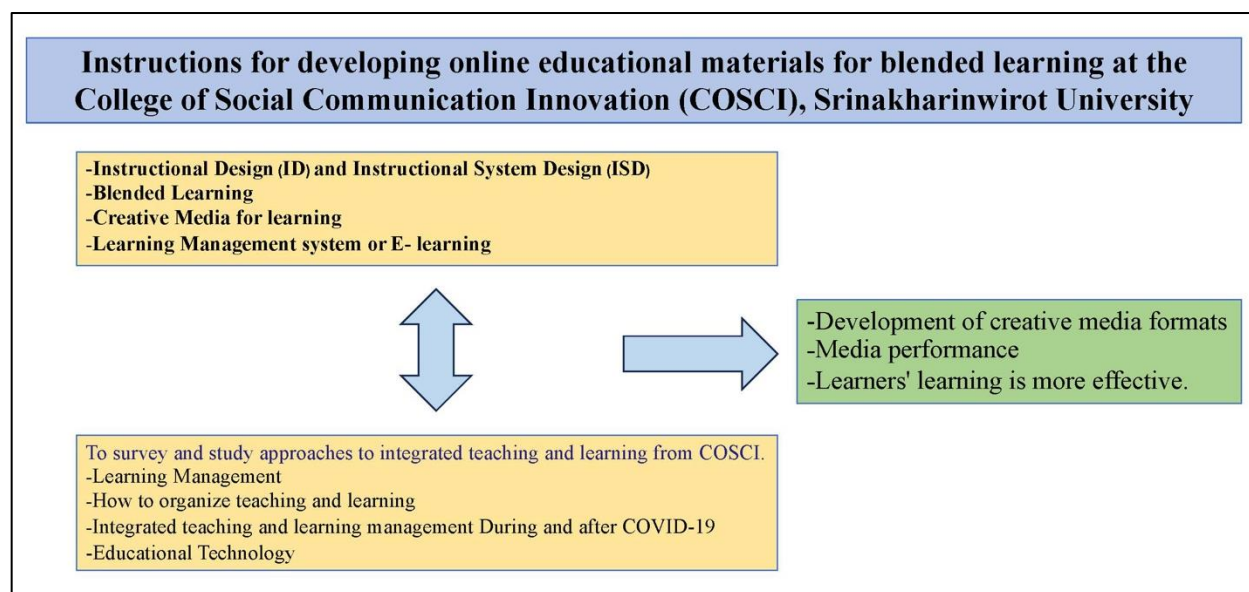 Instructions for developing online educational materials for blended learning at the
College of Social Communication Innovation (COSCI), Srinakharinwirot University
-Instructional Design (ID) and Instructional System Design (ISD)
-Blended Learning
-Creative Media for learning
-Learning Management system or E- learning
-Development of creative media formats
-Media performance
-Learners' learning is more effective.
To survey and study approaches to integrated teaching and learning from COSCI.
-Learning Management
-How to organize teaching and learning
-Integrated teaching and learning management During and after COVID-19
-Educational Technology